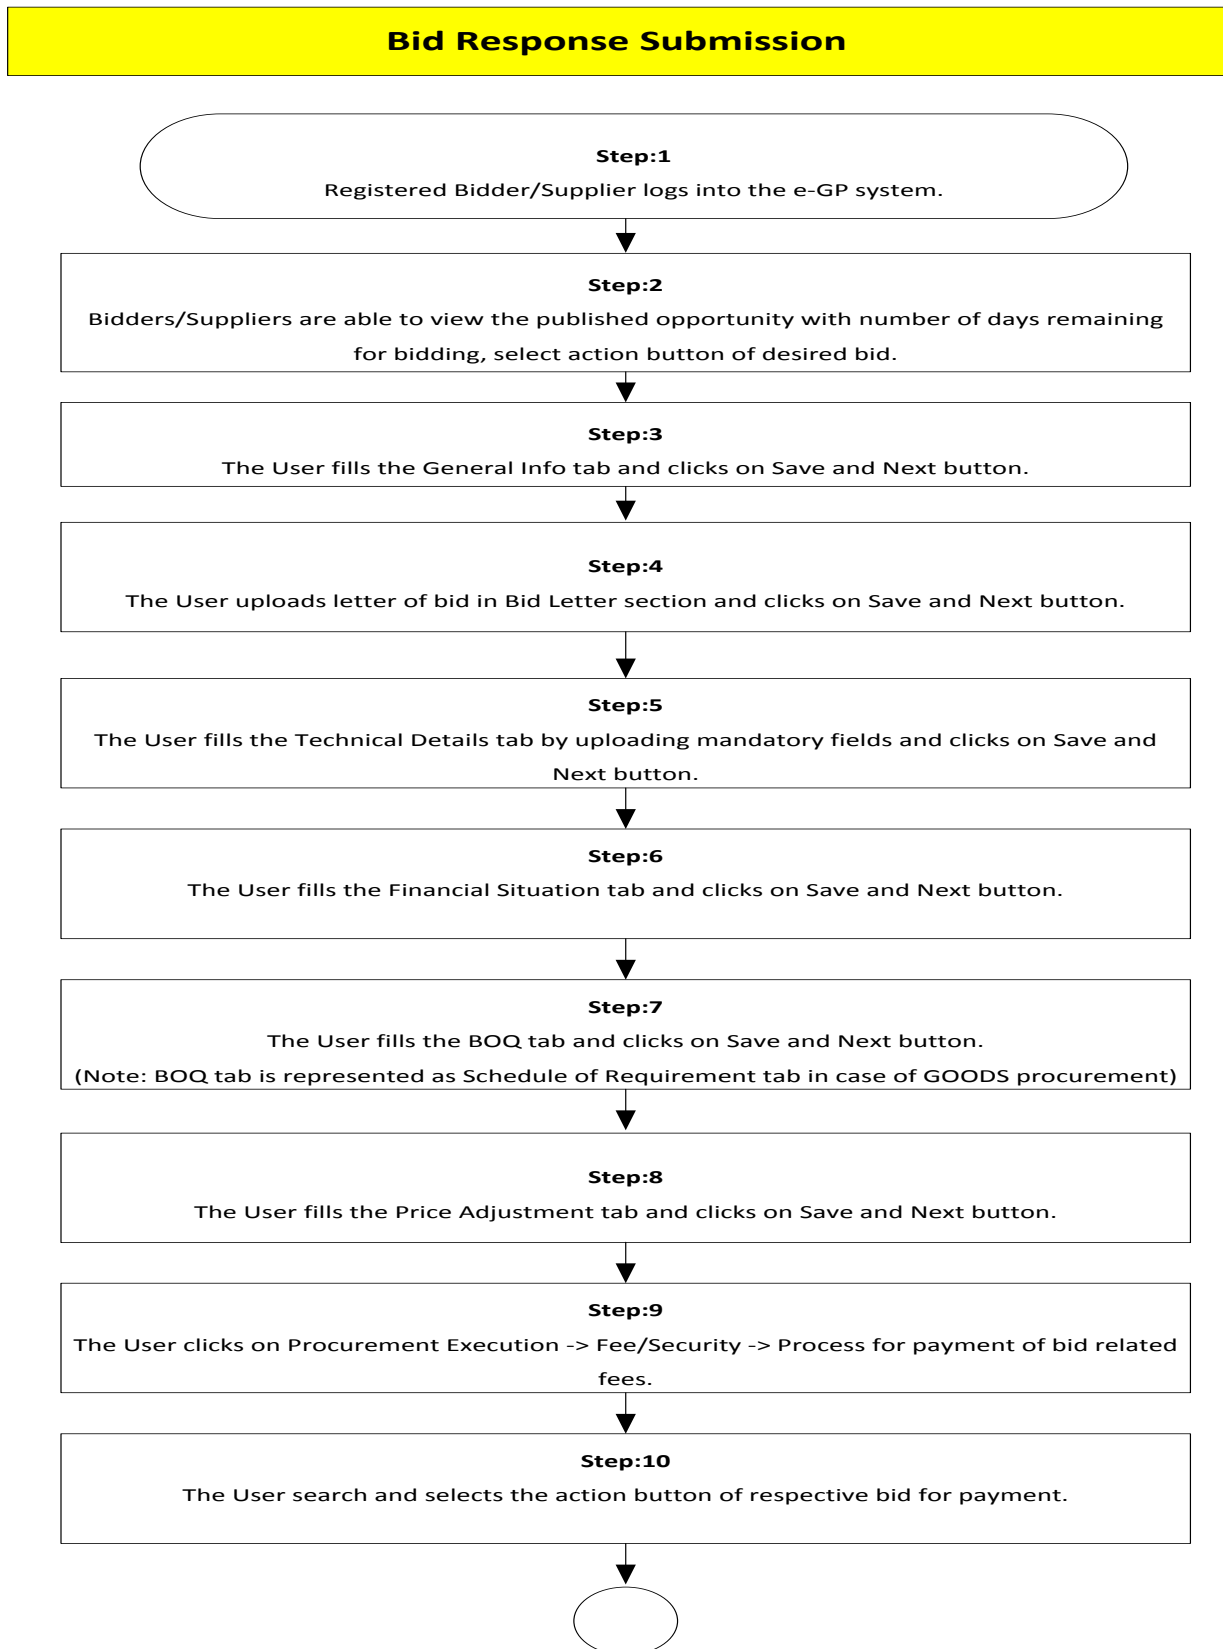 Bid Response Submission
Step:1
Registered Bidder/Supplier logs into the e-GP system.
Step:2
Bidders/Suppliers are able to view the published opportunity with number of days remaining
for bidding, select action button of desired bid.
Step:3
The User fills the General Info tab and clicks on Save and Next button.
Step:4
The User uploads letter of bid in Bid Letter section and clicks on Save and Next button.
Step:5
The User fills the Technical Details tab by uploading mandatory fields and clicks on Save and
Next button.
Step:6
The User fills the Financial Situation tab and clicks on Save and Next button.
Step:7
The User fills the BOQ tab and clicks on Save and Next button.
(Note: BOQ tab is represented as Schedule of Requirement tab in case of GOODS procurement)
Step:8
The User fills the Price Adjustment tab and clicks on Save and Next button.
Step:9
The User clicks on Procurement Execution -> Fee/Security -> Process for payment of bid related
fees.
Step:10
The User search and selects the action button of respective bid for payment.